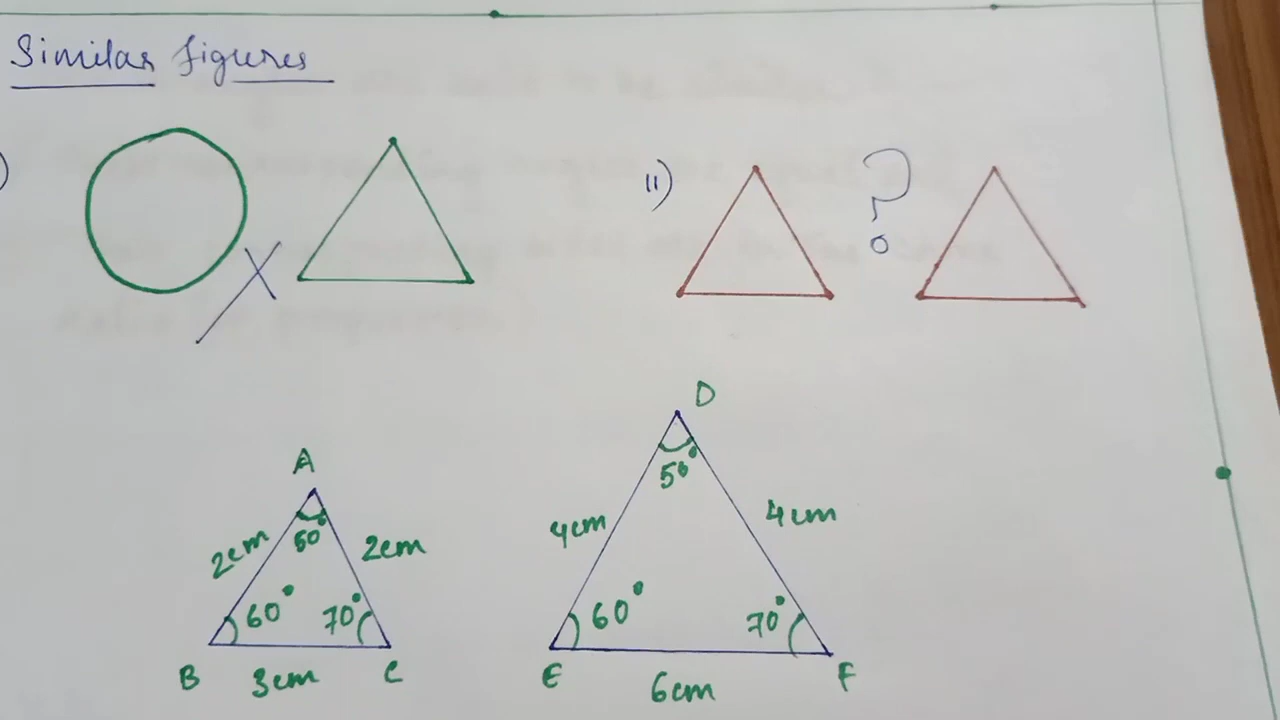 Similar figures
)
11)
?
D
50°
A
4cm
4cm
50°
2cm
2cm
60°
70°
60°
70°
B
3cm
C
E
6cm
F